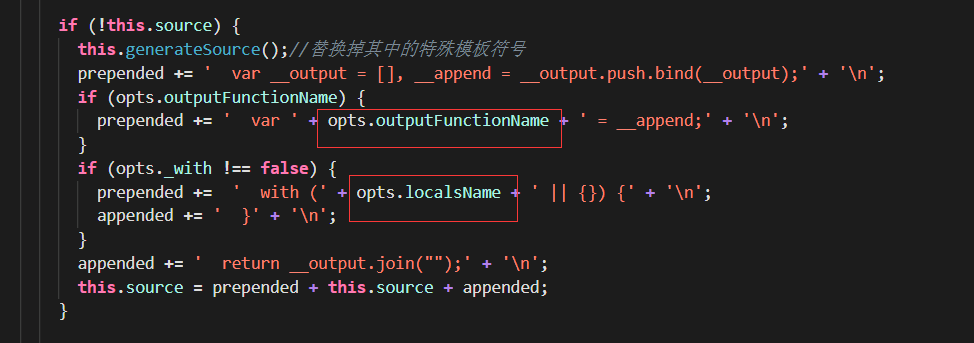 if (!this.source) {
this.generateSource();//替换掉其中的特殊模板符号
prepended += '  var __output = [], __append = __output.push.bind(__output);' + '\n';
if (opts.outputFunctionName) {
prepended += '  var ' + opts.outputFunctionName + ' = __append;' + '\n';
}
if (opts._with !== false) {
prepended +=  '  with (' + opts.localsName + ' || {}) {' + '\n';
appended += '  }' + '\n';
}
appended += '  return __output.join("");' + '\n';
this.source = prepended + this.source + appended;
}